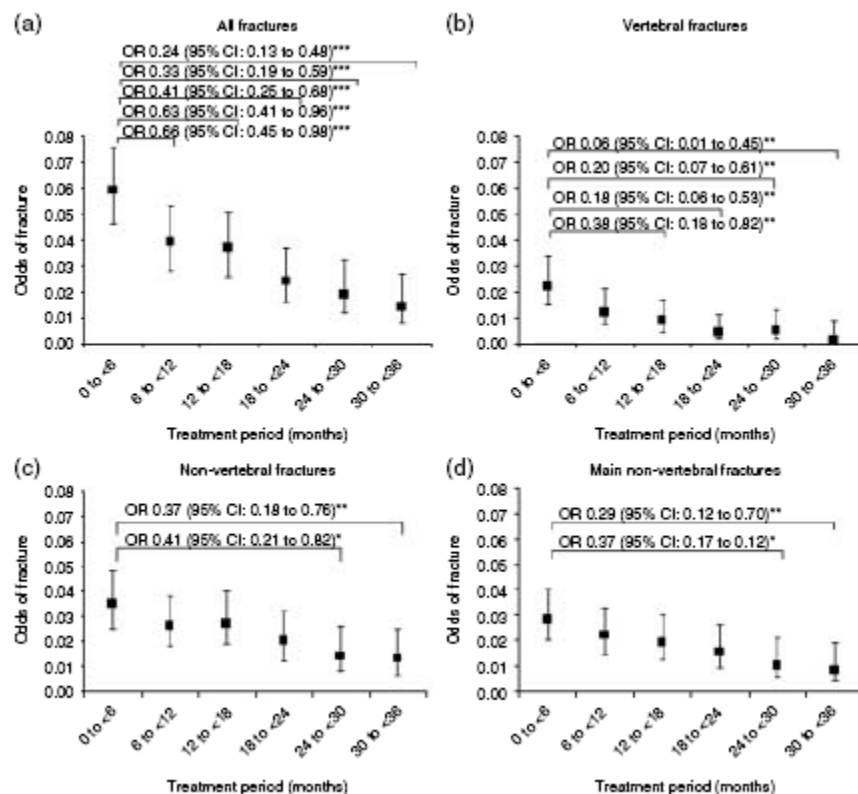 (a)
All fractures
OR 0.24 (95% CI: 0.13 to 0.48)***
OR 0.33 (95% CI: 0.19 to 0.59)***
OR 0.41 (95% CI: 0.25 to 0.68)***
OR 0.63 (95% CI: 0.41 to 0.96)***
OR 0.66 (95% CI: 0.45 to 0.98)***
Odds of fracture
0.08
0.07
0.06
0.05
0.04
0.03
0.02
0.01
0.00
0 to <6
6 to <12
12 to <18
18 to <24
24 to <30
30 to <36
Treatment period (months)
(b)
Vertebral fractures
OR 0.06 (95% CI: 0.01 to 0.45)**
OR 0.20 (95% CI: 0.07 to 0.61)**
OR 0.18 (95% CI: 0.06 to 0.53)**
OR 0.38 (95% CI: 0.18 to 0.82)**
Odds of fracture
0.08
0.07
0.06
0.05
0.04
0.03
0.02
0.01
0.00
0 to <6
6 to <12
12 to <18
18 to <24
24 to <30
30 to <36
Treatment period (months)
(c)
Non-vertebral fractures
OR 0.37 (95% CI: 0.18 to 0.76)**
OR 0.41 (95% CI: 0.21 to 0.82)*
Odds of fracture
0.08
0.07
0.06
0.05
0.04
0.03
0.02
0.01
0.00
0 to <6
6 to <12
12 to <18
18 to <24
24 to <30
30 to <36
Treatment period (months)
(d)
Main non-vertebral fractures
OR 0.29 (95% CI: 0.12 to 0.70)**
OR 0.37 (95% CI: 0.17 to 0.12)*
Odds of fracture
0.08
0.07
0.06
0.05
0.04
0.03
0.02
0.01
0.00
0 to <6
6 to <12
12 to <18
18 to <24
24 to <30
30 to <36
Treatment period (months)